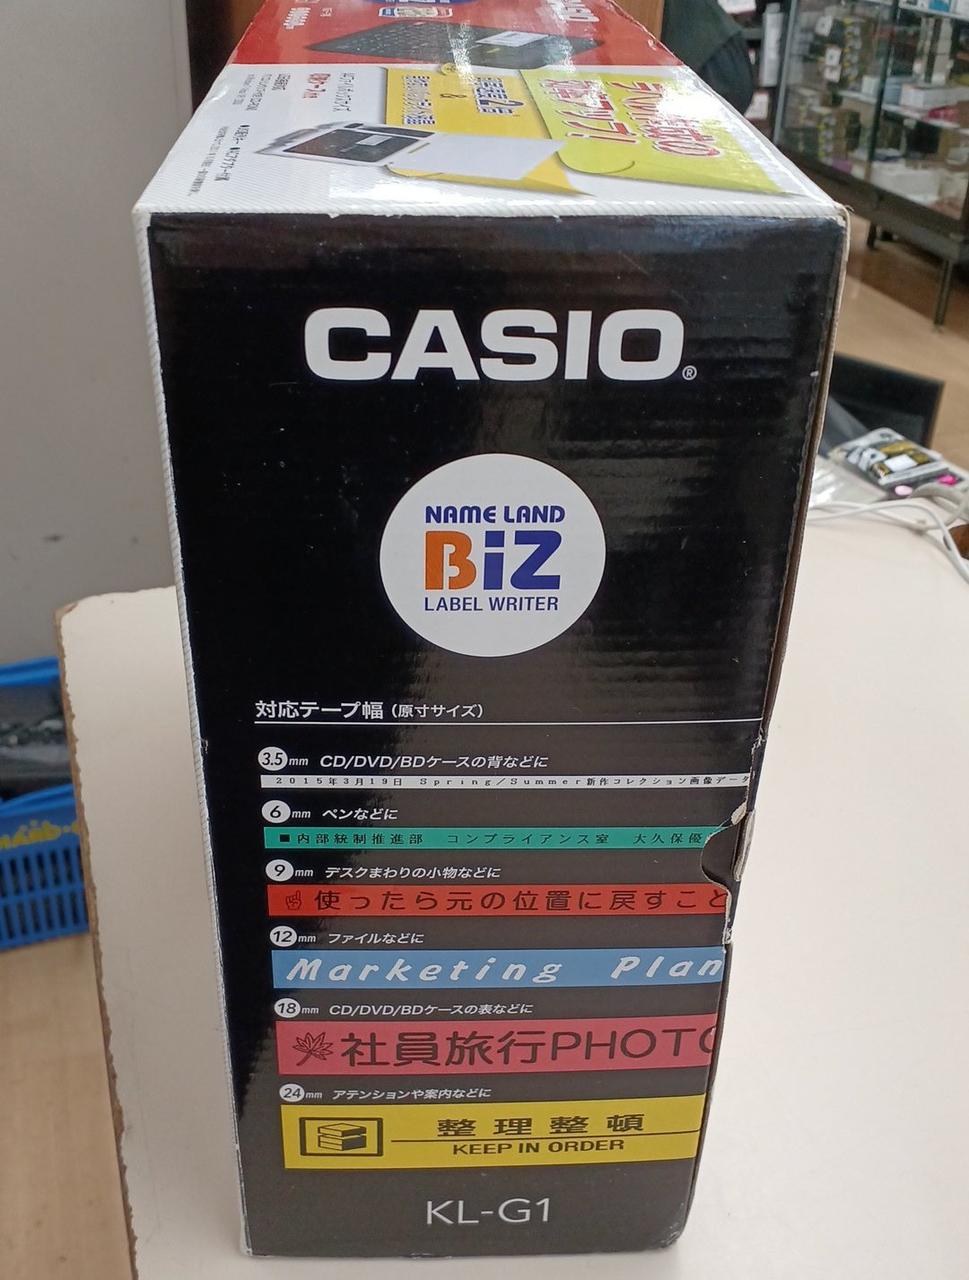 CASIO®
NAME LAND
BiZ
LABEL WRITER
対応テープ幅（原寸サイズ）
3.5mm CD/DVD/BDケースの背などに
2015年3月19日 Spring/Summer新作コレクション画像データ
6mm ペンなどに
■内部統制推進部 コンプライアンス室 大久保優
9mm デスクまわりの小物などに
使ったら元の位置に戻すこと
12mm ファイルなどに
Marketing Plan
18mm CD/DVD/BDケースの表などに
社員旅行PHOTO
24mm アテンションや案内などに
整理整頓
KEEP IN ORDER
KL-G1